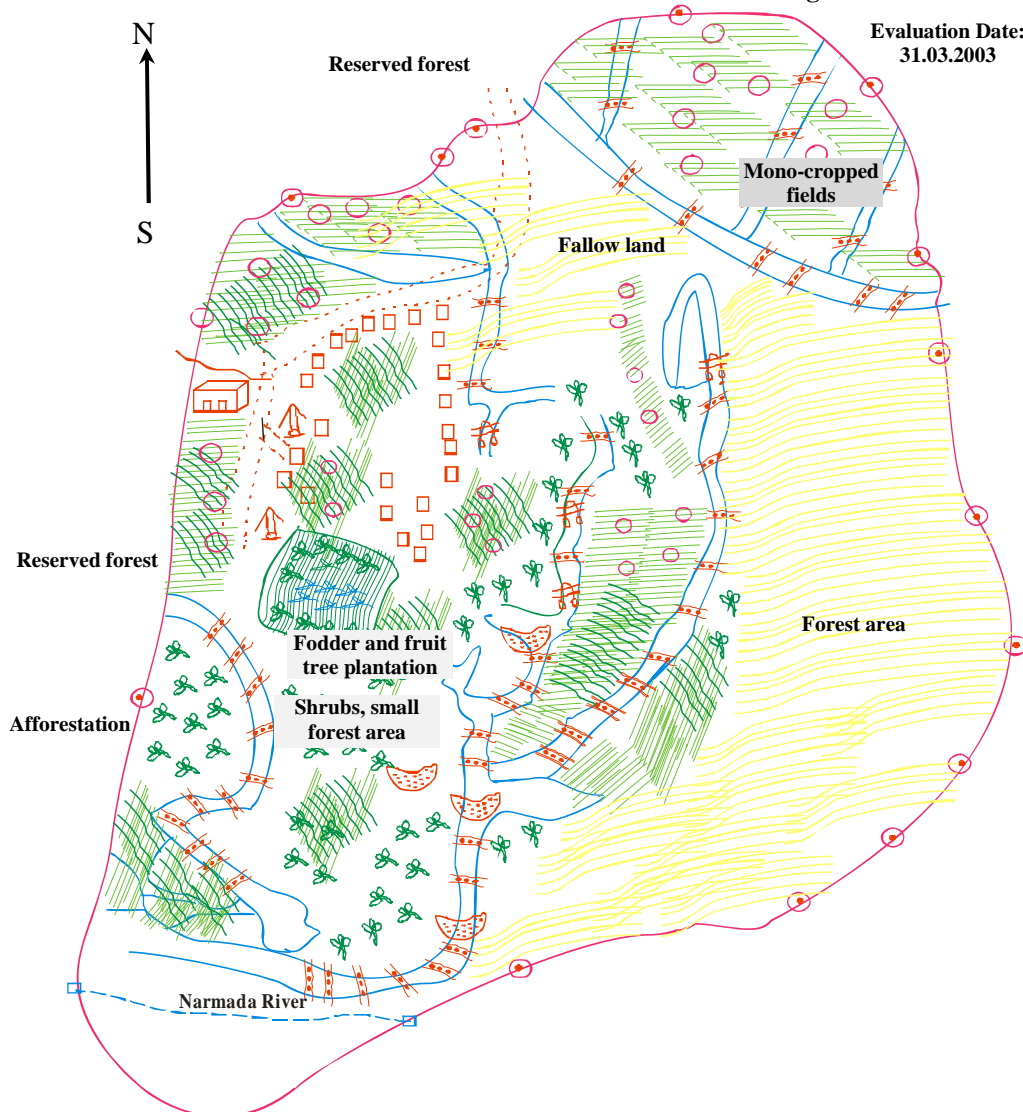 Evaluation Date:
31.03.2003
N
S
Reserved forest
Mono-cropped
fields
Fallow land
Reserved forest
Forest area
Fodder and fruit
tree plantation
Shrubs, small
forest area
Afforestation
Narmada River